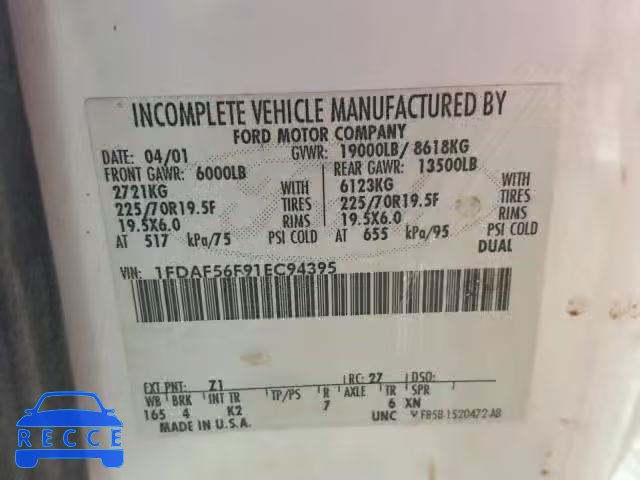 INCOMPLETE VEHICLE MANUFACTURED BY
FORD MOTOR COMPANY
DATE: 04/01 GVWR: 19000LB/ 8618KG
FRONT GAWR: 6000LB REAR GAWR: 13500LB
2721KG WITH 6123KG WITH
225/70R19.5F TIRES 225/70R19.5F TIRES
19.5X6.0 RIMS 19.5X6.0 RIMS
AT 517 kPa/75 PSI COLD AT 655 kPa/95 PSI COLD
DUAL
VIN: 1FDAF56F91EC94395
EXT PNT: Z1 RC: 27 DSO:
WB BRK INT TR TP/PS R AXLE TR SPR
165 4 K2 7 6 XN
MADE IN U.S.A. UNC F85B-1520472-AB
RECCE